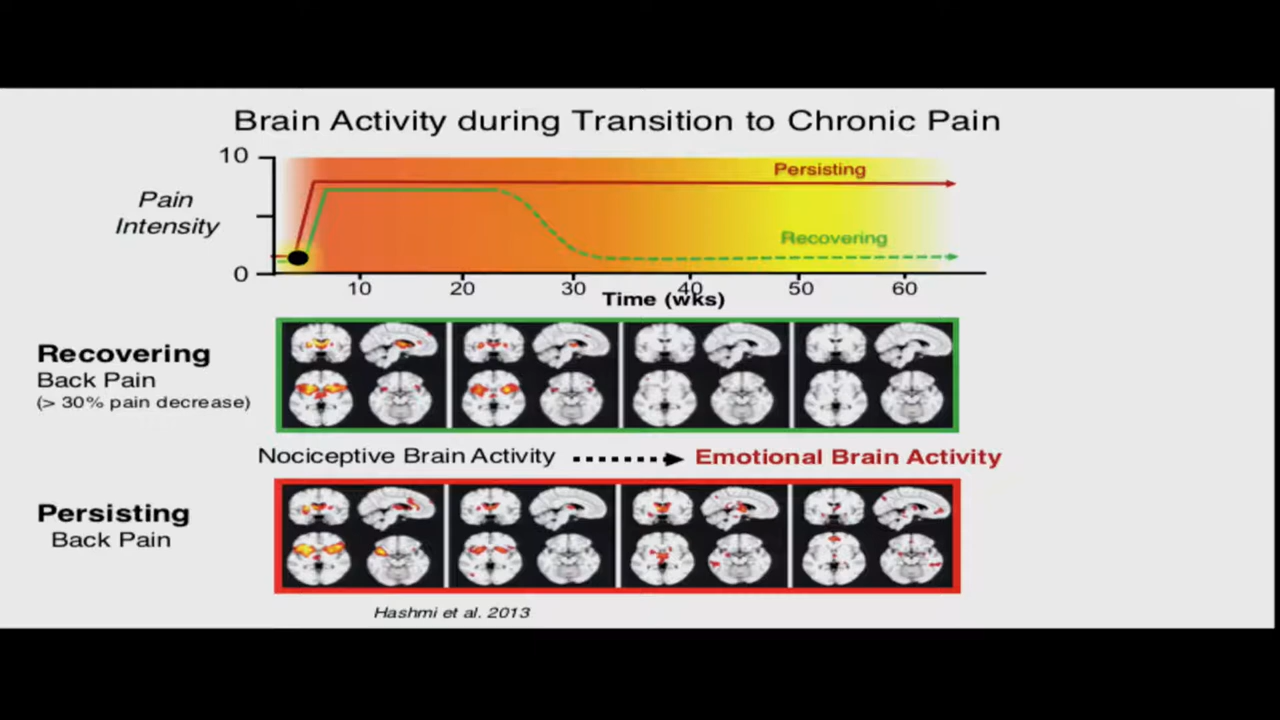 Brain Activity during Transition to Chronic Pain
10
Pain
Intensity
0
Persisting
Recovering
10 20 30 40 50 60
Time (wks)
Recovering
Back Pain
(> 30% pain decrease)
Nociceptive Brain Activity Emotional Brain Activity
Persisting
Back Pain
Hashmi et al. 2013